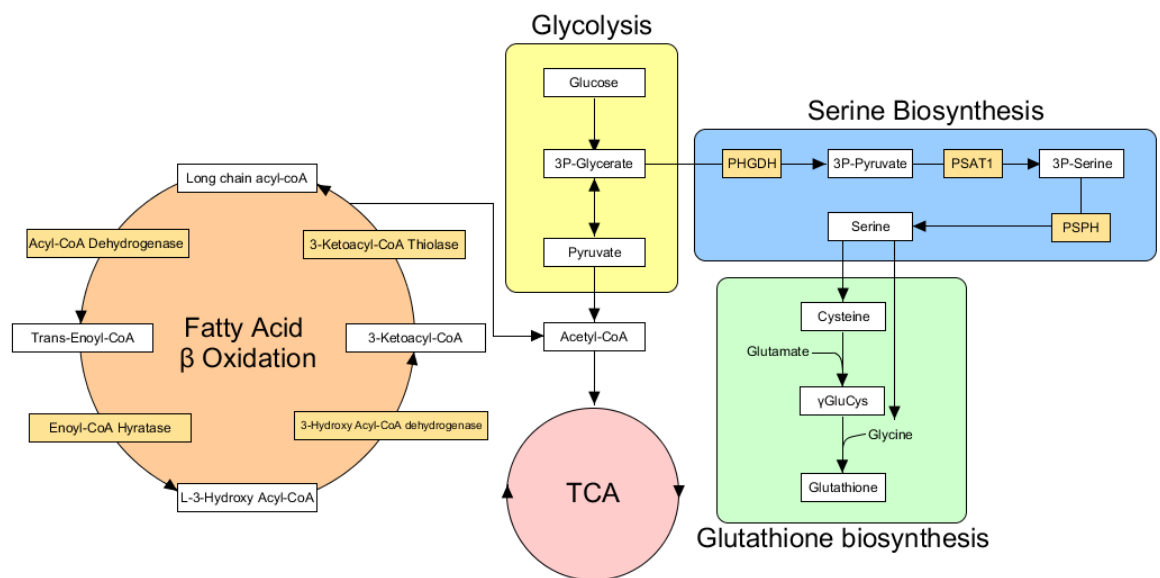 Glycolysis
Glucose
3P-Glycerate
Pyruvate
Acetyl-CoA
TCA
Serine Biosynthesis
PHGDH
3P-Pyruvate
PSAT1
3P-Serine
PSPH
Serine
Cysteine
Glutamate
γGluCys
Glycine
Glutathione
Glutathione biosynthesis
Long chain acyl-coA
Acyl-CoA Dehydrogenase
3-Ketoacyl-CoA Thiolase
Trans-Enoyl-CoA
Fatty Acid
β Oxidation
3-Ketoacyl-CoA
Enoyl-CoA Hyratase
3-Hydroxy Acyl-CoA dehydrogenase
L-3-Hydroxy Acyl-CoA